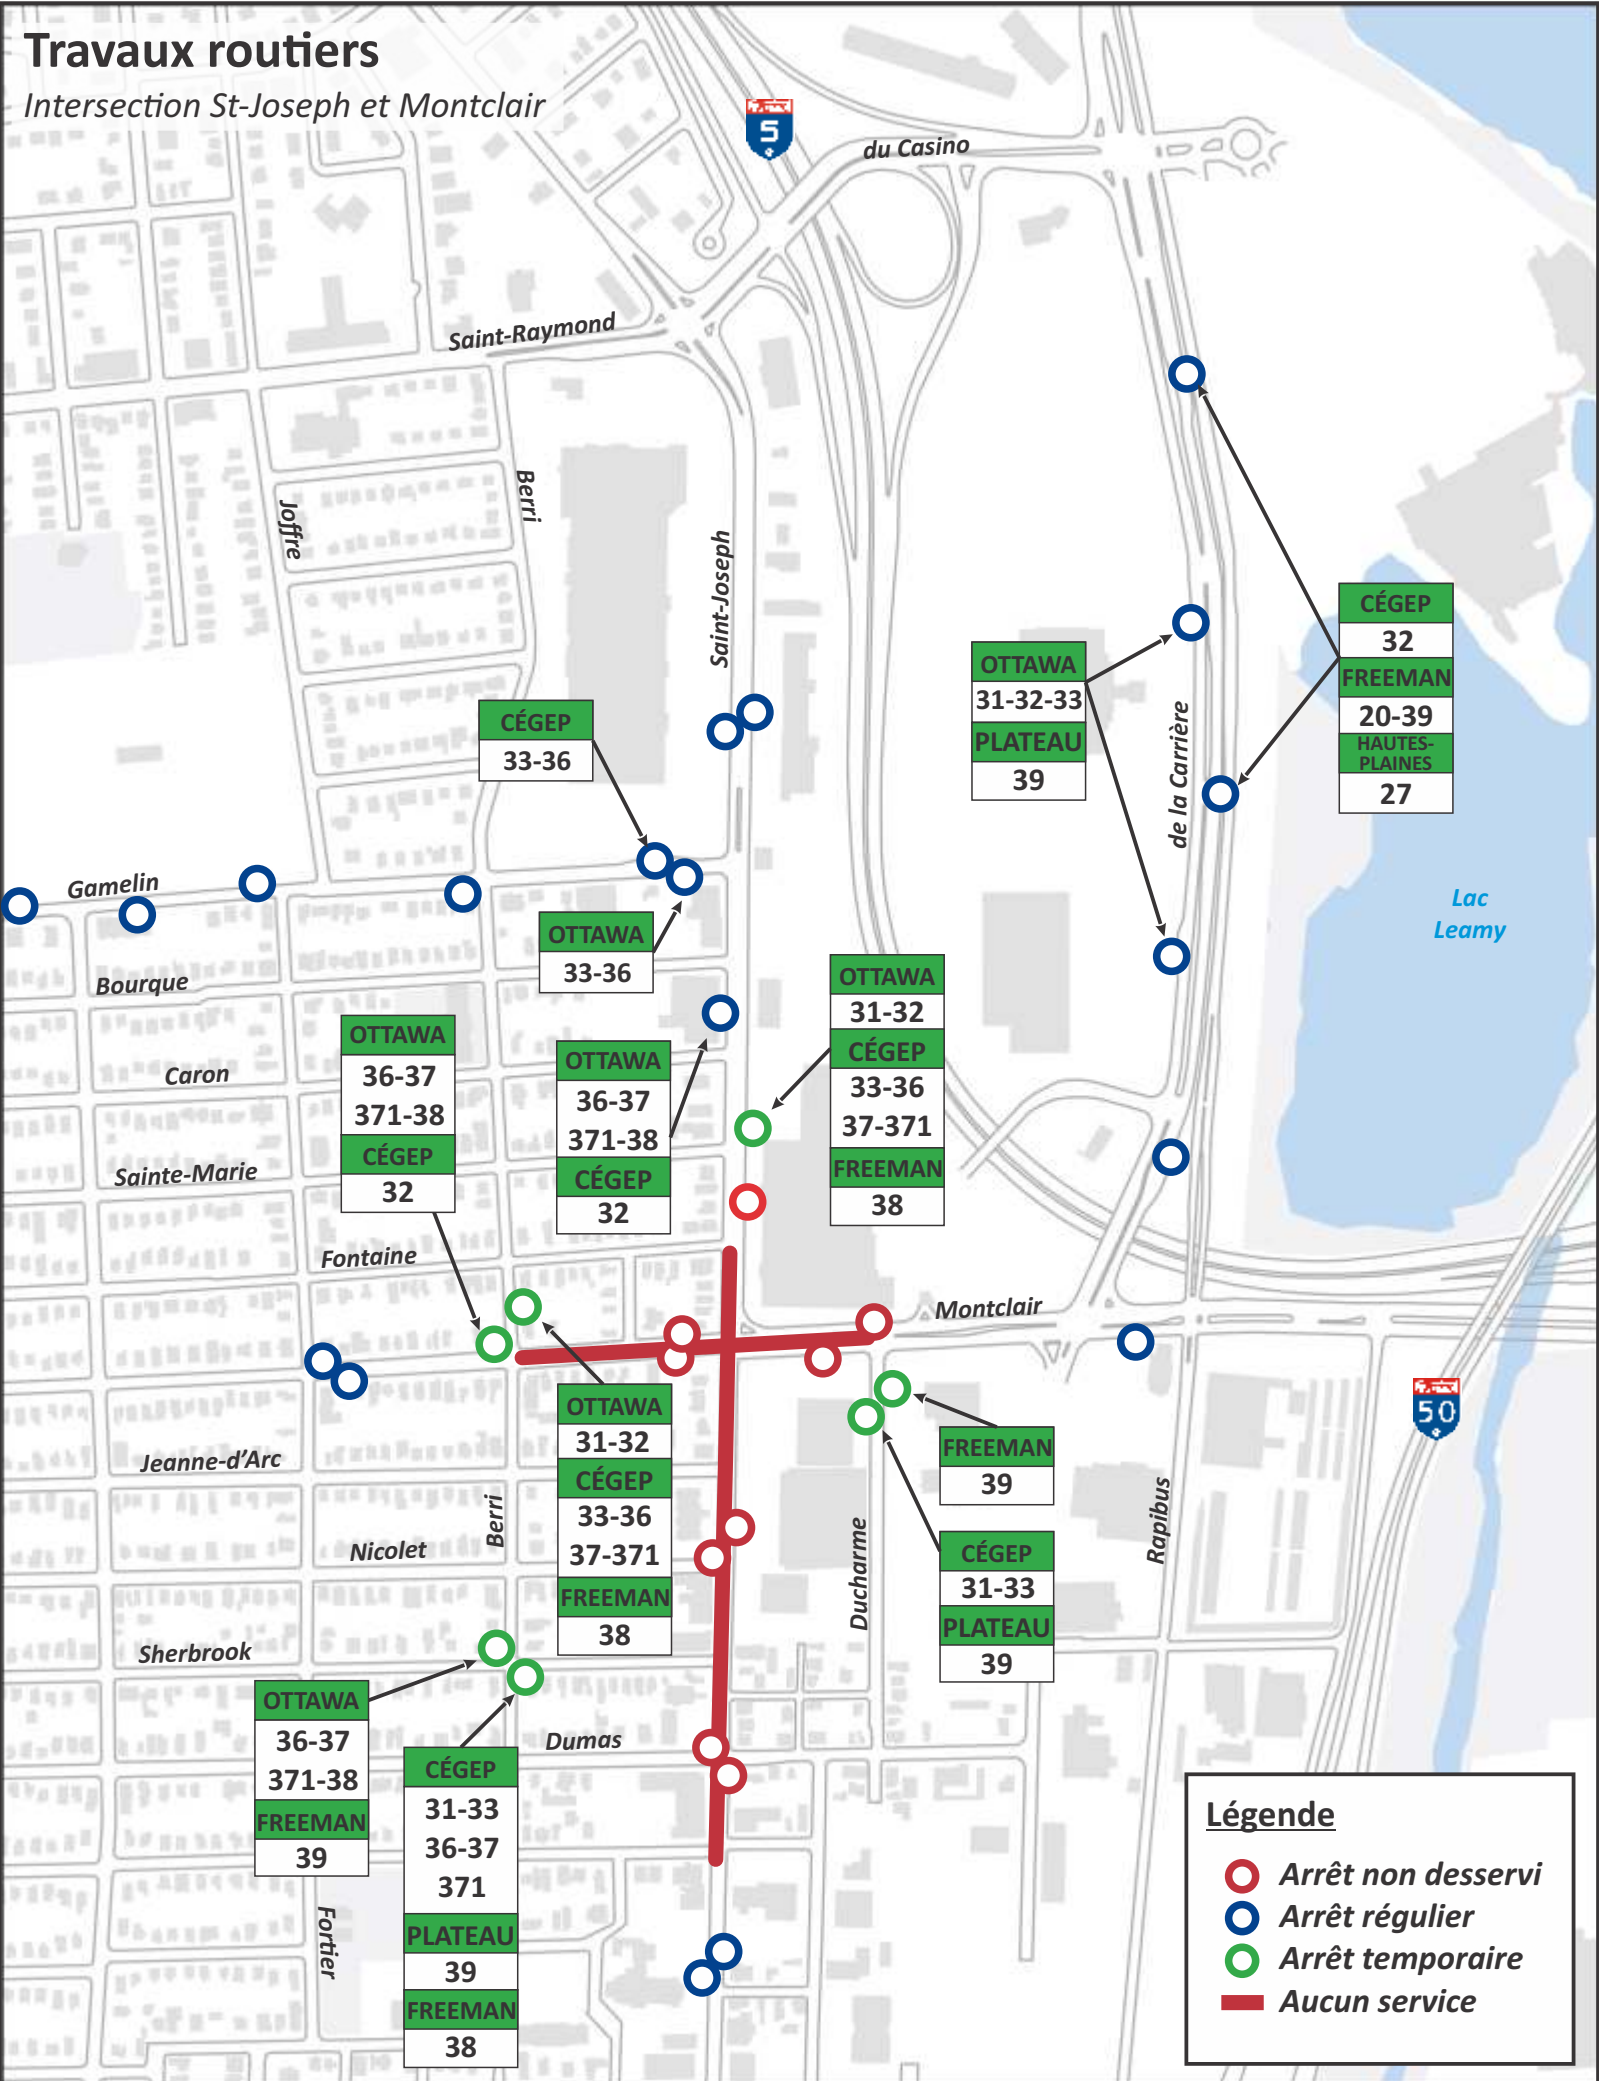 Travaux routiers
Intersection St-Joseph et Montclair
5
du Casino
Saint-Raymond
Berri
Joffre
Saint-Joseph
CÉGEP
32
FREEMAN
20-39
HAUTES-
PLAINES
27
OTTAWA
31-32-33
PLATEAU
39
de la Carrière
CÉGEP
33-36
Gamelin
Lac
Leamy
OTTAWA
33-36
Bourque
OTTAWA
31-32
CÉGEP
33-36
37-371
FREEMAN
38
OTTAWA
36-37
371-38
CÉGEP
32
OTTAWA
36-37
371-38
CÉGEP
32
Caron
Sainte-Marie
Fontaine
Montclair
OTTAWA
31-32
CÉGEP
33-36
37-371
FREEMAN
38
50
FREEMAN
39
Jeanne-d'Arc
Berri
Nicolet
Ducharme
Rapibus
CÉGEP
31-33
PLATEAU
39
Sherbrook
OTTAWA
36-37
371-38
FREEMAN
39
Dumas
CÉGEP
31-33
36-37
371
PLATEAU
39
FREEMAN
38
Fortier
Légende
Arrêt non desservi
Arrêt régulier
Arrêt temporaire
Aucun service